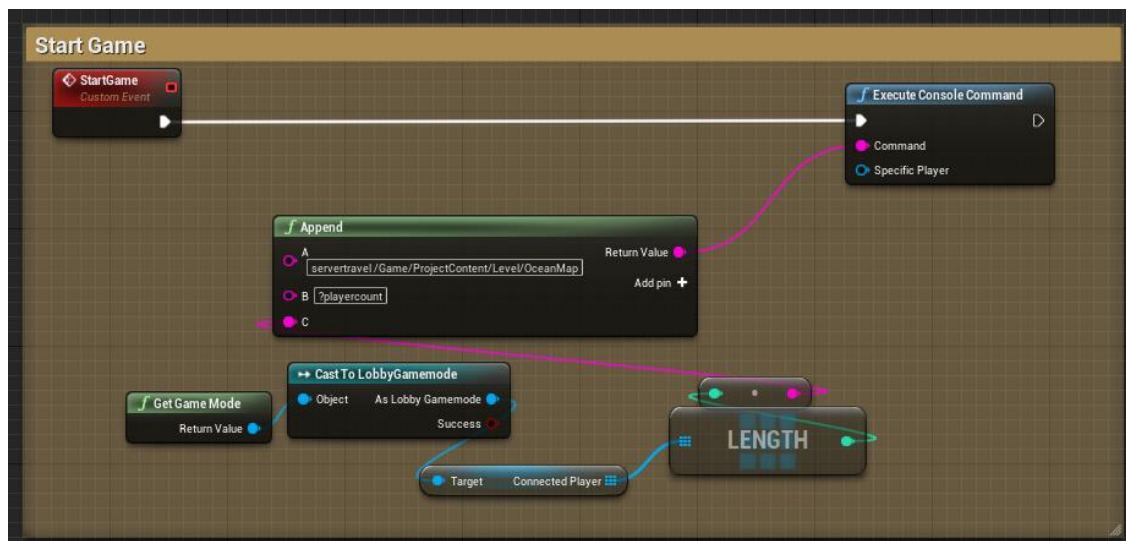 Start Game
StartGame
Custom Event
f Execute Console Command
Command
Specific Player
f Append
A
servertravel /Game/ProjectContent/Level/OceanMap
Return Value
B ?playercount
Add pin +
C
Cast To LobbyGamemode
Object As Lobby Gamemode
Success
f Get Game Mode
Return Value
LENGTH
Target Connected Player